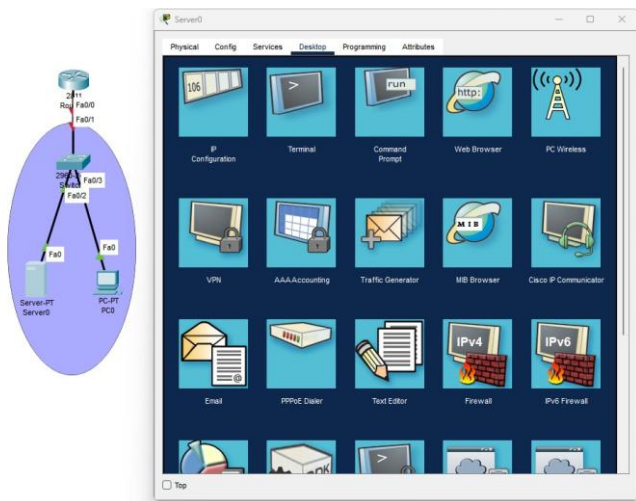 Server0
Physical Config Services Desktop Programming Attributes
106
run
http:
IP
Configuration
Terminal
Command
Prompt
Web Browser
PC Wireless
MIB
VPN
AAA Accounting
Traffic Generator
MIB Browser
Cisco IP Communicator
IPv4
IPv6
Email
PPPoE Dialer
Text Editor
Firewall
IPv6 Firewall
Top
Fa0/0
Fa0/1
Fa0/3
Fa0/2
Fa0
Fa0
Server-PT
Server0
PC-PT
PC0